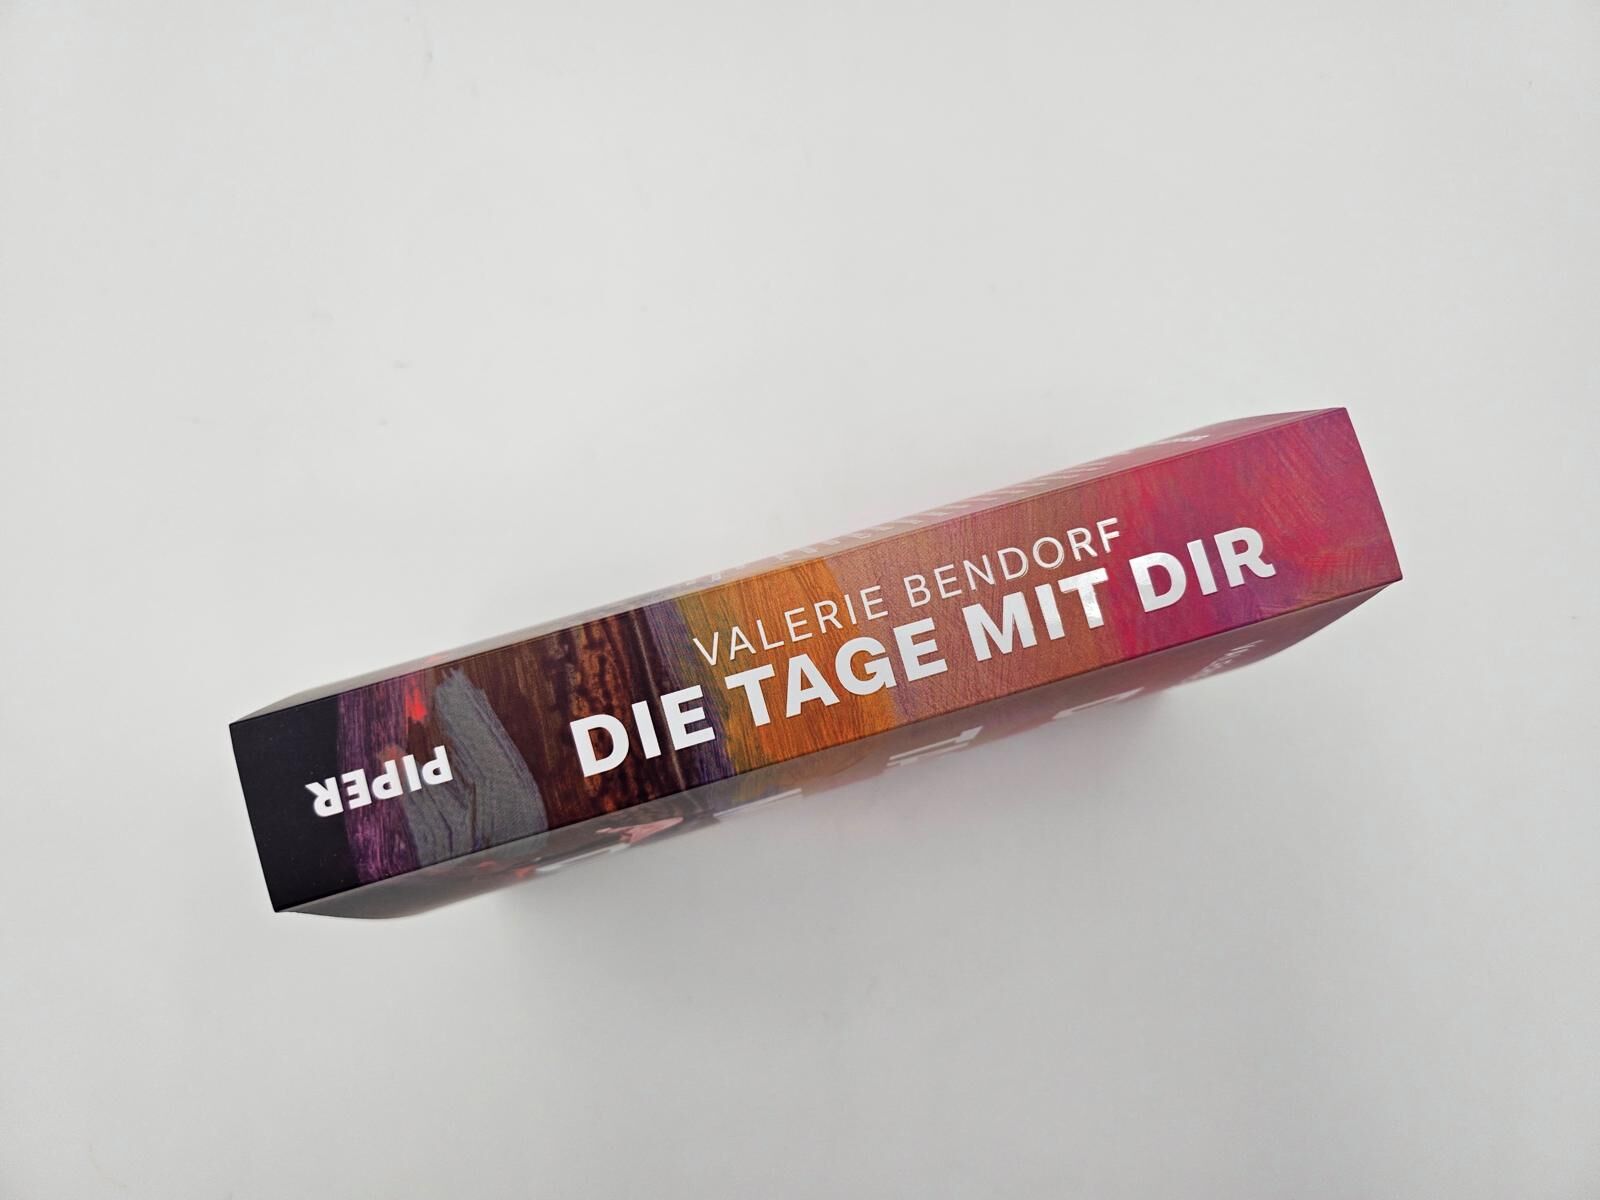 VALERIE BENDORF
DIE TAGE MIT DIR
PIPER